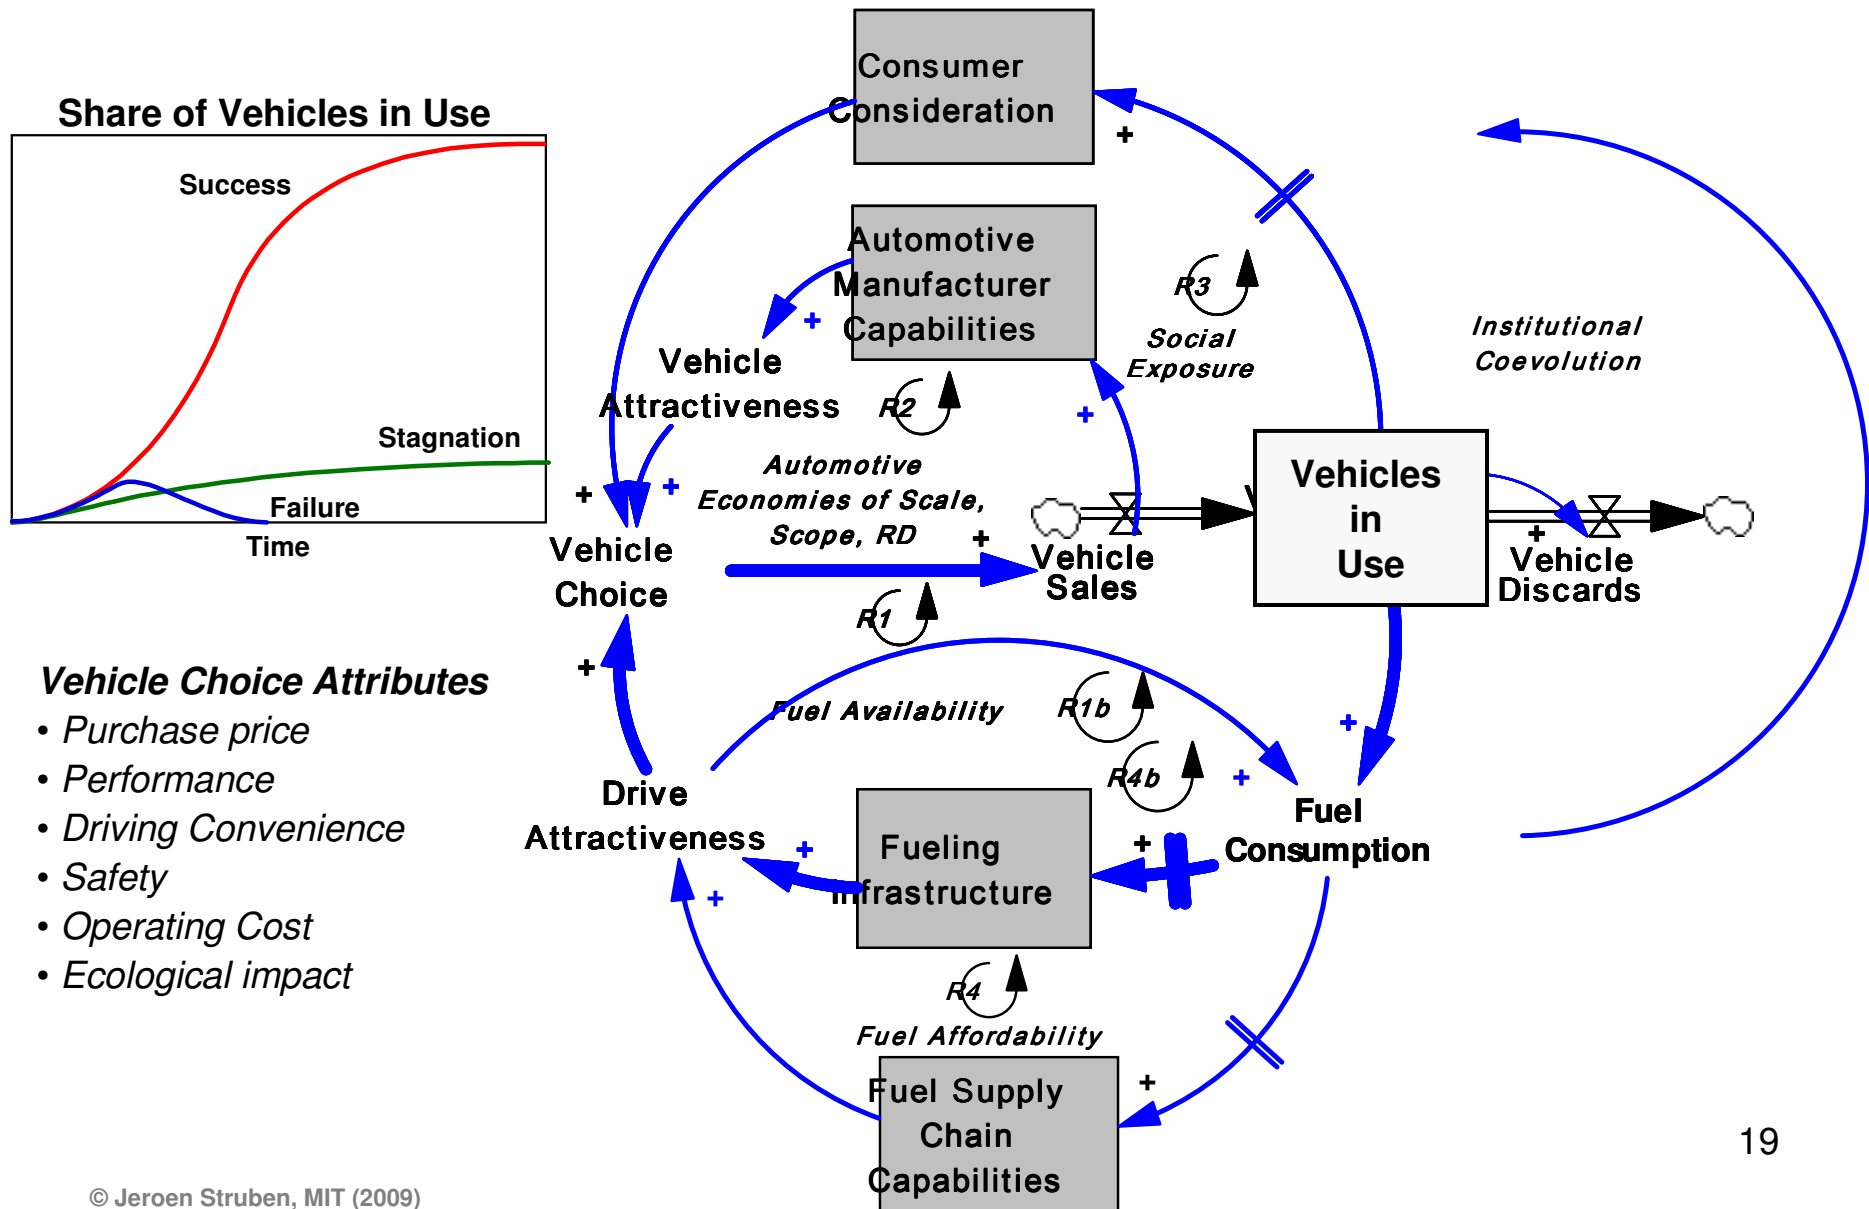 Share of Vehicles in Use
Success
Stagnation
Failure
Time
Vehicle Choice Attributes
• Purchase price
• Performance
• Driving Convenience
• Safety
• Operating Cost
• Ecological impact
© Jeroen Struben, MIT (2009)
Consumer
Consideration
+
Automotive
Manufacturer
Capabilities
+
Vehicle
Attractiveness
R2
R3
Social
Exposure
Institutional
Coevolution
+
Automotive
Economies of Scale,
Scope, RD
+
+
+
Vehicle
Choice
Vehicle
Sales
R1
Vehicles
in
Use
+
Vehicle
Discards
+
Fuel Availability
R1b
R4b
+
+
Drive
Attractiveness
+
Fueling
Infrastructure
+
Fuel
Consumption
+
R4
Fuel Affordability
Fuel Supply
Chain
Capabilities
+
19